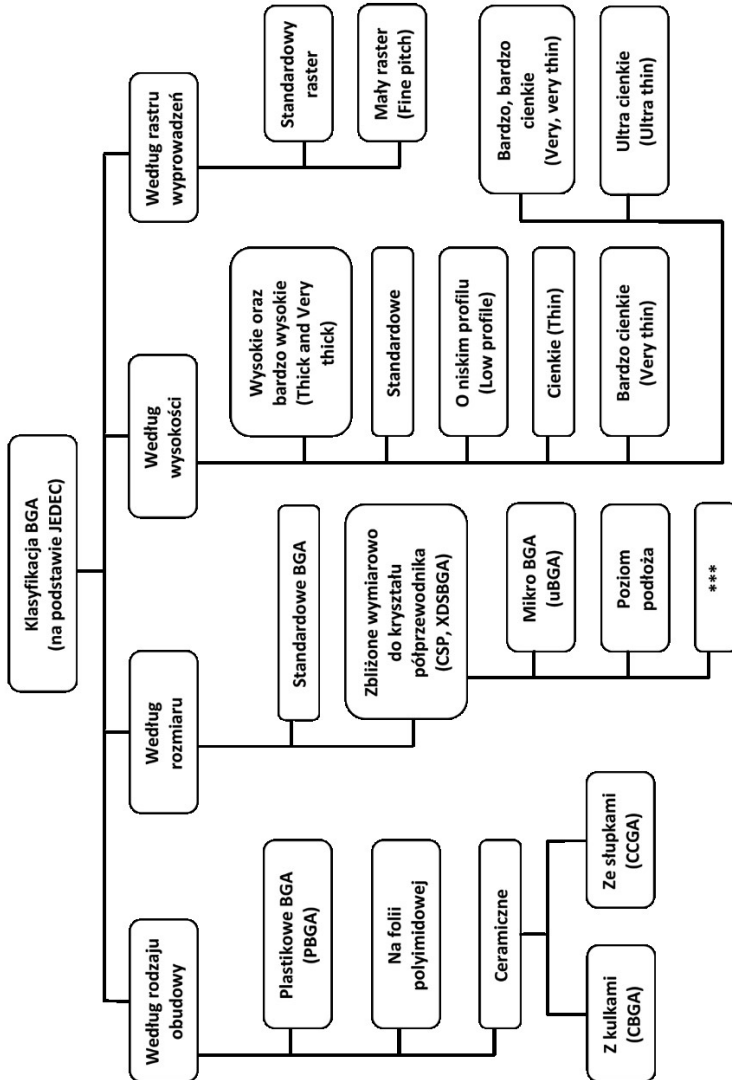 Klasyfikacja BGA
(na podstawie JEDEC)
Według rodzaju
obudowy
Plastikowe BGA
(PBGA)
Na folii
polyimidowej
Ceramiczne
Z kulkami
(CBGA)
Ze słupkami
(CCGA)
Według
rozmiaru
Standardowe BGA
Zbliżone wymiarowo
do kryształu
półprzewodnika
(CSP, XDSBGA)
Mikro BGA
(uBGA)
Poziom
podłoża
***
Według
wysokości
Wysokie oraz
bardzo wysokie
(Thick and Very
thick)
Standardowe
O niskim profilu
(Low profile)
Cienkie (Thin)
Bardzo cienkie
(Very thin)
Bardzo, bardzo
cienkie
(Very, very thin)
Ultra cienkie
(Ultra thin)
Według rastru
wyprowadzeń
Standardowy
raster
Mały raster
(Fine pitch)